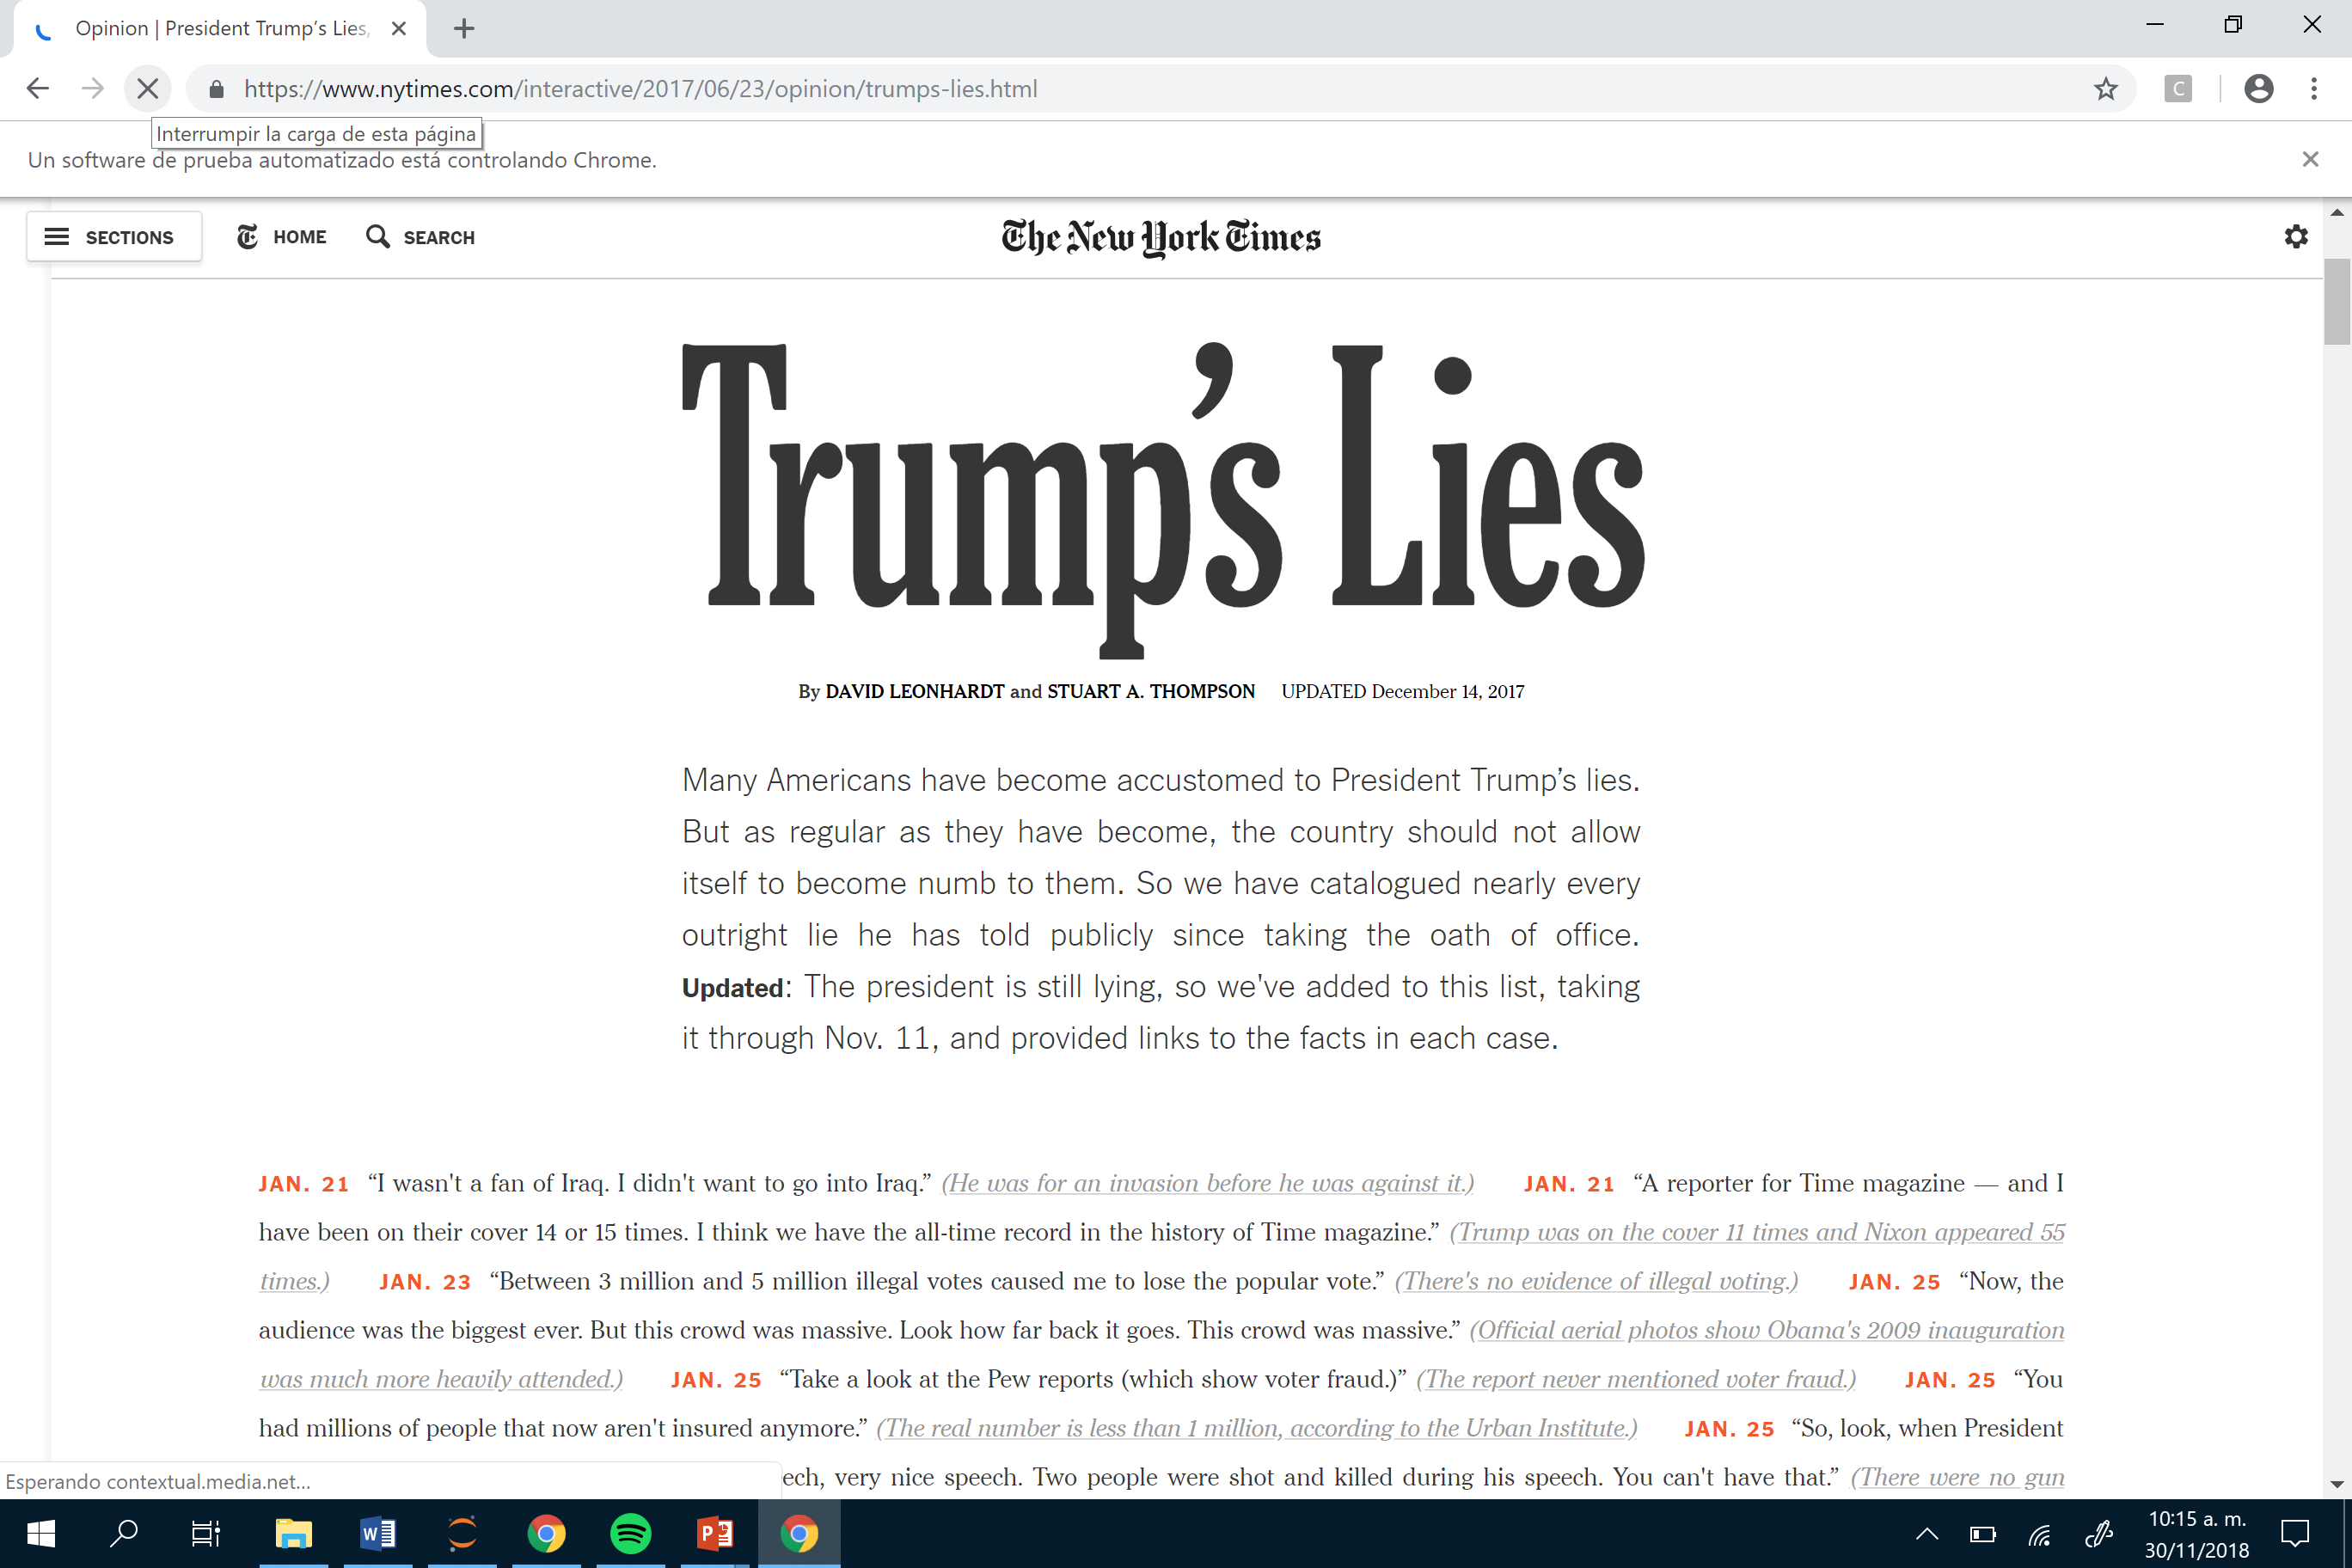 Opinion | President Trump’s Lies,
https://www.nytimes.com/interactive/2017/06/23/opinion/trumps-lies.html
C
Interrumpir la carga de esta página
Un software de prueba automatizado está controlando Chrome.
SECTIONS
HOME
SEARCH
The New York Times
Trump’s Lies
By DAVID LEONHARDT and STUART A. THOMPSON UPDATED December 14, 2017
Many Americans have become accustomed to President Trump’s lies.
But as regular as they have become, the country should not allow
itself to become numb to them. So we have catalogued nearly every
outright lie he has told publicly since taking the oath of office.
Updated: The president is still lying, so we've added to this list, taking
it through Nov. 11, and provided links to the facts in each case.
JAN. 21 “I wasn't a fan of Iraq. I didn't want to go into Iraq.” (He was for an invasion before he was against it.) JAN. 21 “A reporter for Time magazine — and I
have been on their cover 14 or 15 times. I think we have the all-time record in the history of Time magazine.” (Trump was on the cover 11 times and Nixon appeared 55
times.) JAN. 23 “Between 3 million and 5 million illegal votes caused me to lose the popular vote.” (There's no evidence of illegal voting.) JAN. 25 “Now, the
audience was the biggest ever. But this crowd was massive. Look how far back it goes. This crowd was massive.” (Official aerial photos show Obama's 2009 inauguration
was much more heavily attended.) JAN. 25 “Take a look at the Pew reports (which show voter fraud.)” (The report never mentioned voter fraud.) JAN. 25 “You
had millions of people that now aren't insured anymore.” (The real number is less than 1 million, according to the Urban Institute.) JAN. 25 “So, look, when President
ech, very nice speech. Two people were shot and killed during his speech. You can't have that.” (There were no gun
Esperando contextual.media.net...
10:15 a. m.
30/11/2018